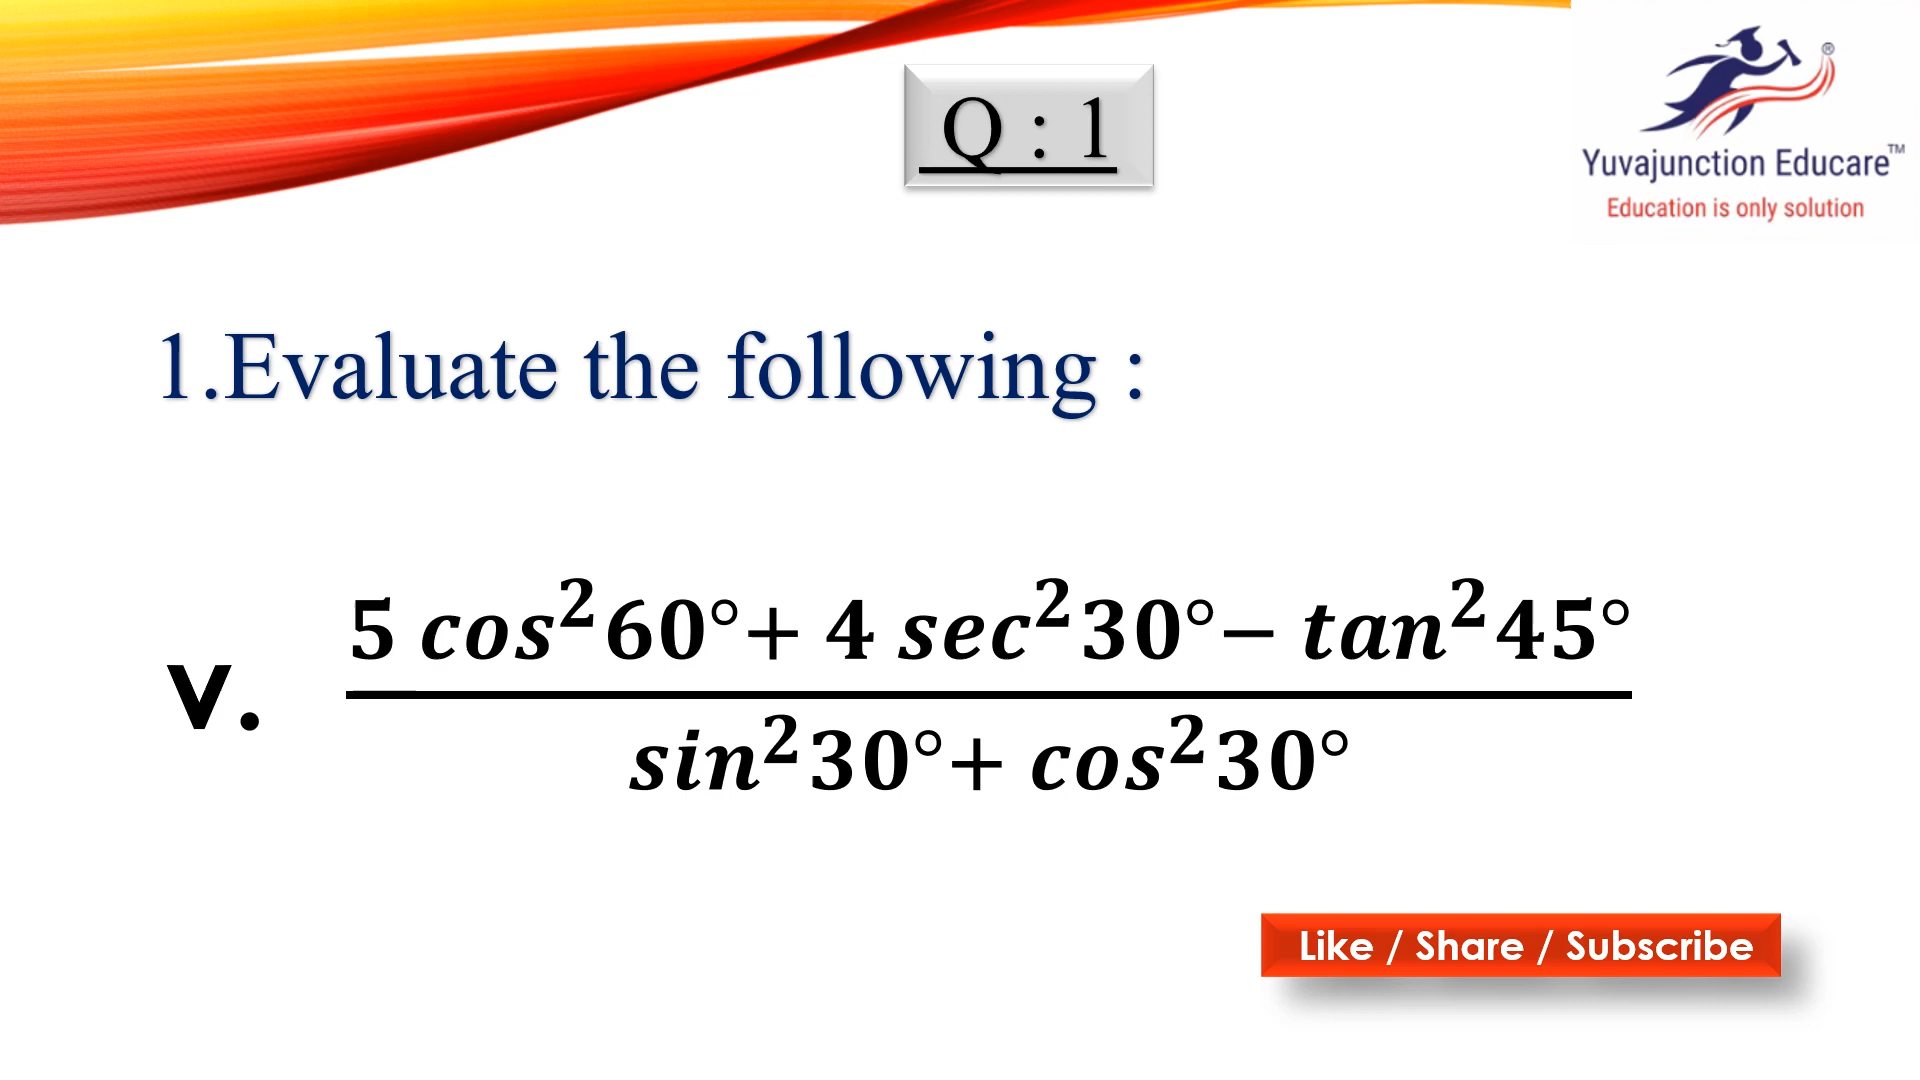 Q : 1
®
Yuvajunction Educare™
Education is only solution
1.Evaluate the following :
v. 5 cos²60°+ 4 sec²30°− tan²45°
sin²30°+ cos²30°
Like / Share / Subscribe